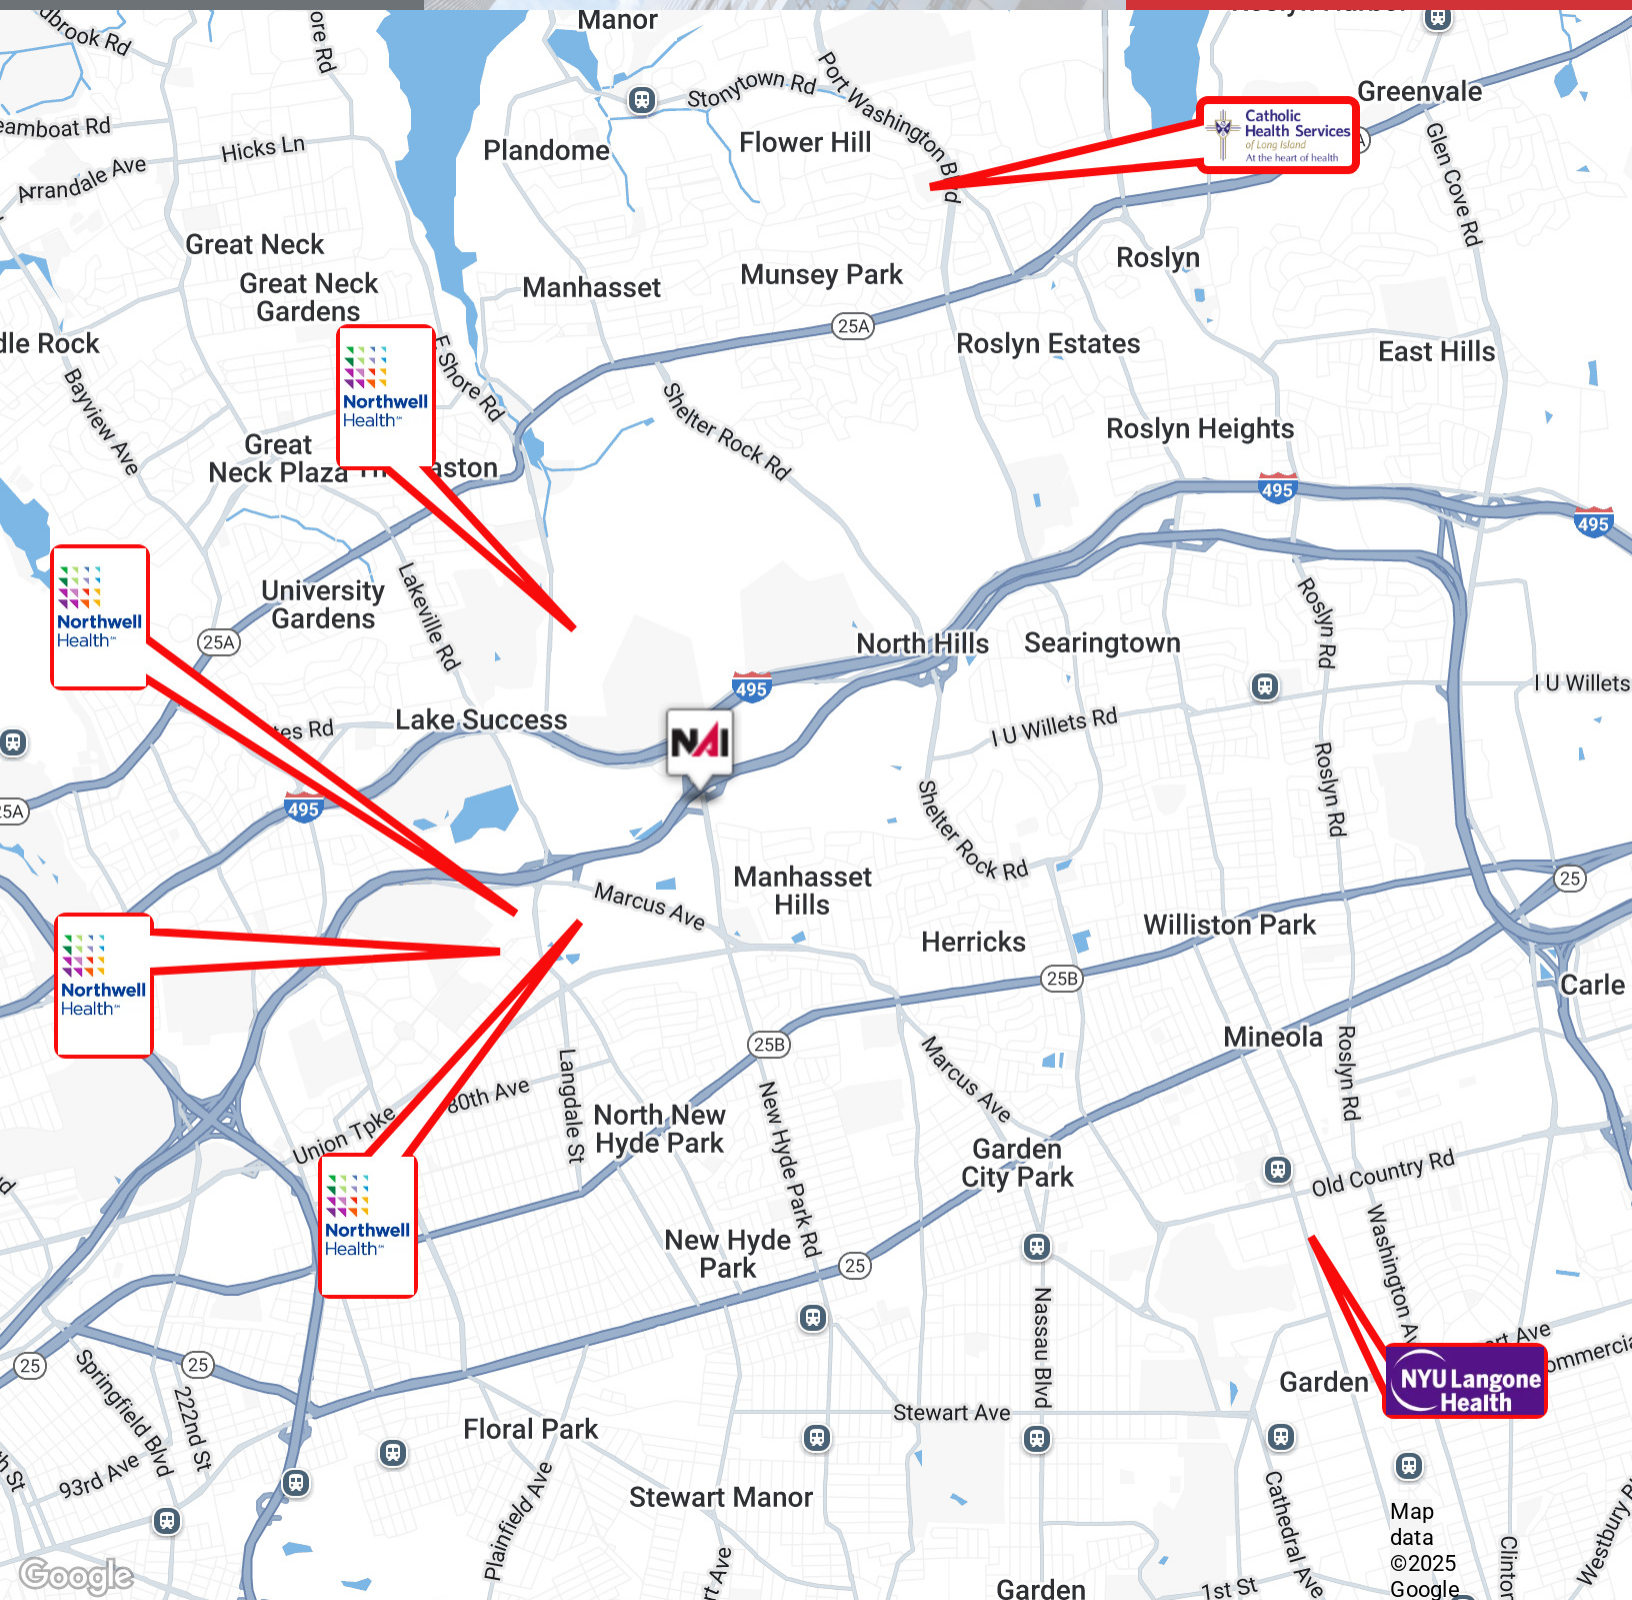 Manor
Greenvale
Stonytown Rd
Port Washington Blvd
Catholic
Health Services
of Long Island
At the heart of health
Hicks Ln
Plandome
Flower Hill
Arrandale Ave
Glen Cove Rd
Great Neck
Roslyn
Great Neck
Gardens
Manhasset
Munsey Park
25A
Roslyn Estates
East Hills
Bayview Ave
E Shore Rd
Northwell
Health
Shelter Rock Rd
Roslyn Heights
Great
Neck Plaza
495
495
University
Gardens
Lakeville Rd
Northwell
Health
25A
North Hills
Searingtown
Roslyn Rd
495
I U Willets
Lake Success
NAI
I U Willets Rd
Roslyn Rd
495
Shelter Rock Rd
Manhasset
Hills
Marcus Ave
25
Williston Park
Herricks
25B
Northwell
Health
Carle
Mineola
25B
Roslyn Rd
Marcus Ave
Langdale St
80th Ave
Union Tpke
North New
Hyde Park
New Hyde Park Rd
Garden
City Park
Old Country Rd
Northwell
Health
New Hyde
Park
25
Washington Av
Nassau Blvd
25
25
Springfield Blvd
222nd St
Garden
NYU Langone
Health
Stewart Ave
Floral Park
93rd Ave
Plainfield Ave
Stewart Manor
Cathedral Ave
Map
data
©2025
Google
Clinton
Westbury R
Garden
1st St
Google